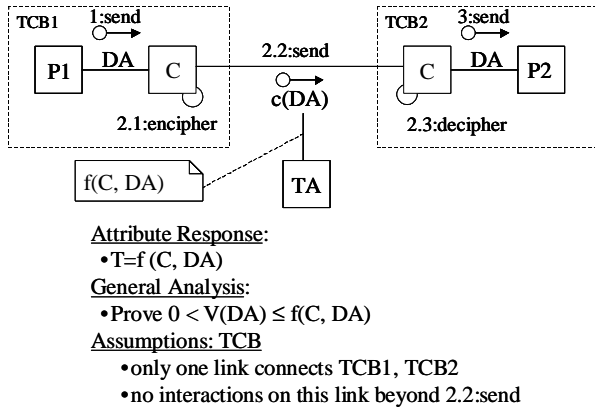 TCB1
1:send
TCB2
3:send
P1
DA
C
2.2:send
C
DA
P2
c(DA)
2.1:encipher
2.3:decipher
f(C, DA)
TA
Attribute Response:
•T=f (C, DA)
General Analysis:
•Prove 0 < V(DA) ≤ f(C, DA)
Assumptions: TCB
•only one link connects TCB1, TCB2
•no interactions on this link beyond 2.2:send